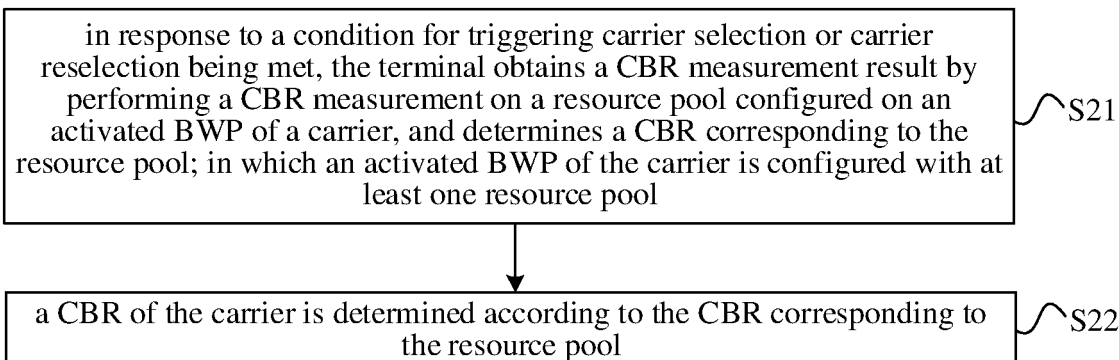 in response to a condition for triggering carrier selection or carrier
reselection being met, the terminal obtains a CBR measurement result by
performing a CBR measurement on a resource pool configured on an
activated BWP of a carrier, and determines a CBR corresponding to the
resource pool; in which an activated BWP of the carrier is configured with at
least one resource pool
S21
a CBR of the carrier is determined according to the CBR corresponding to
the resource pool
S22